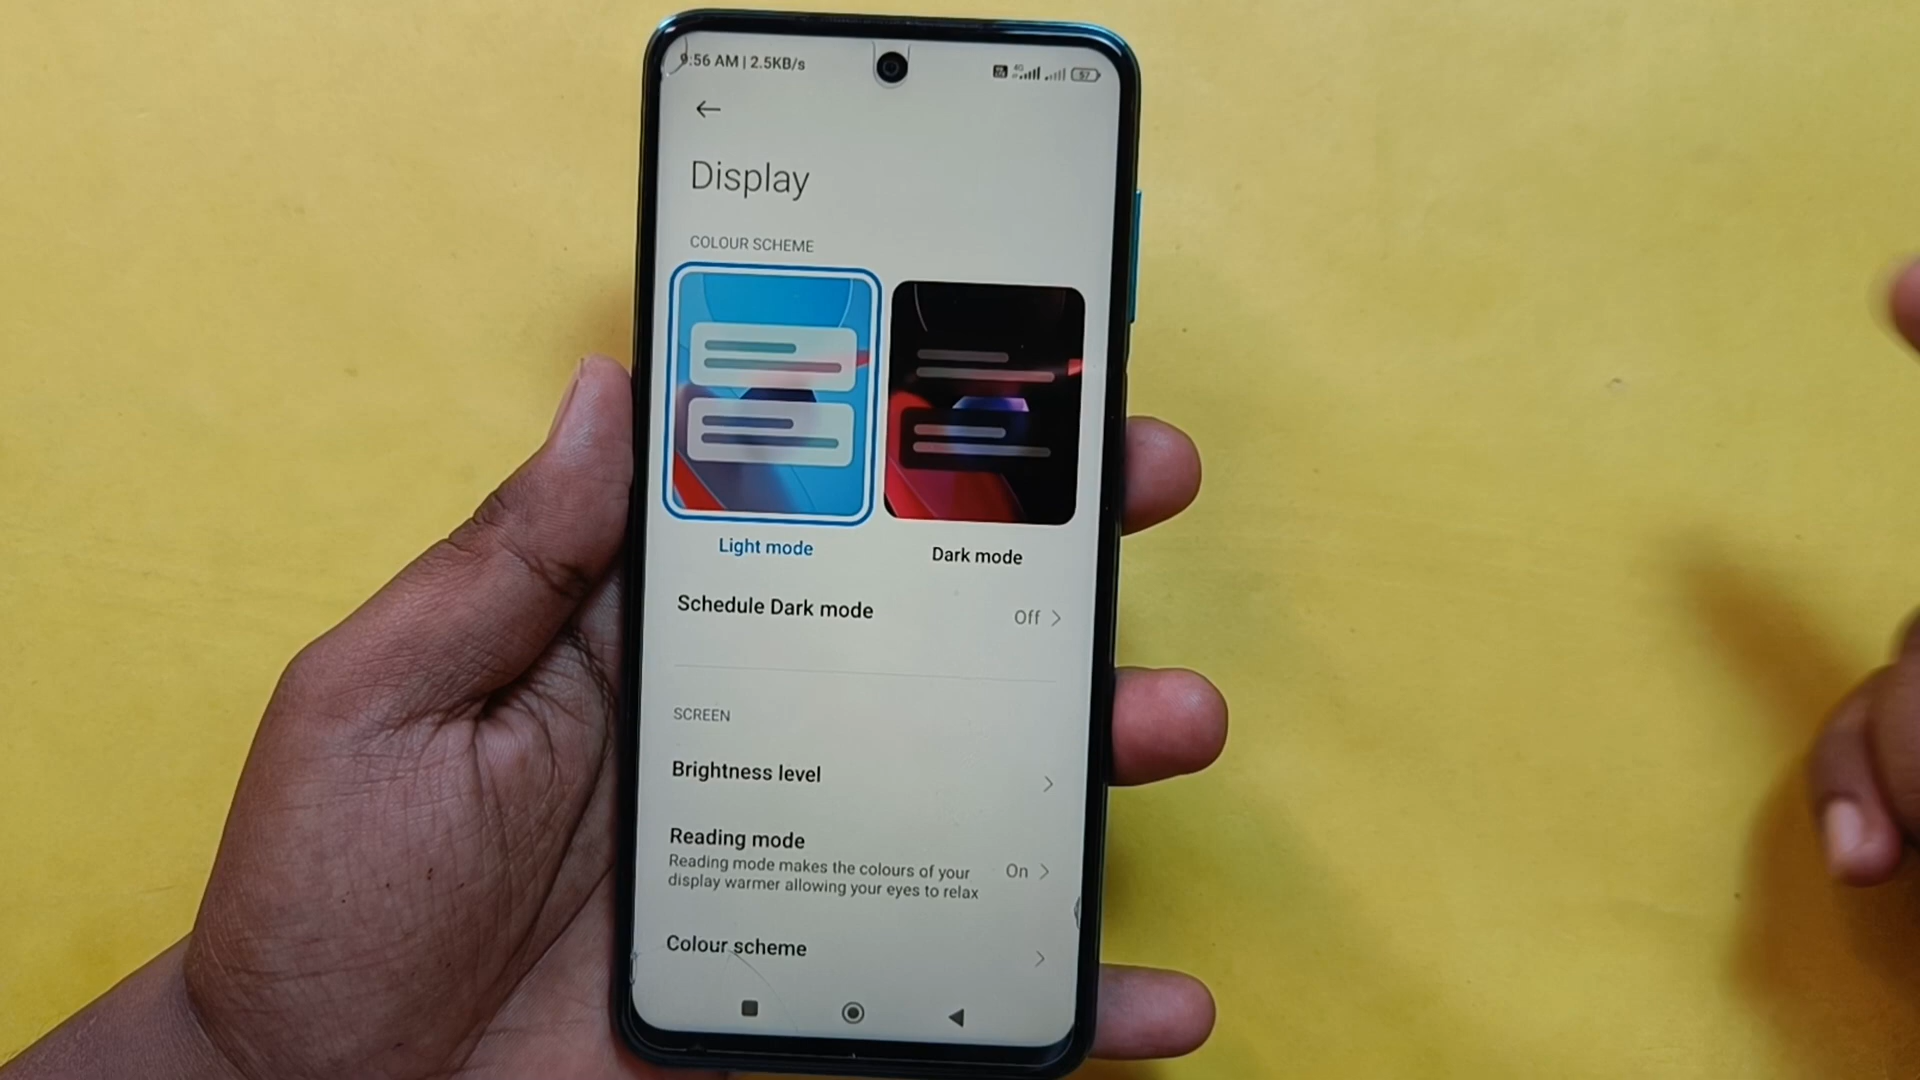 9:56 AM | 2.5KB/s
4G
57
Display
COLOUR SCHEME
Light mode
Dark mode
Schedule Dark mode
Off
SCREEN
Brightness level
Reading mode
Reading mode makes the colours of your
display warmer allowing your eyes to relax
On
Colour scheme